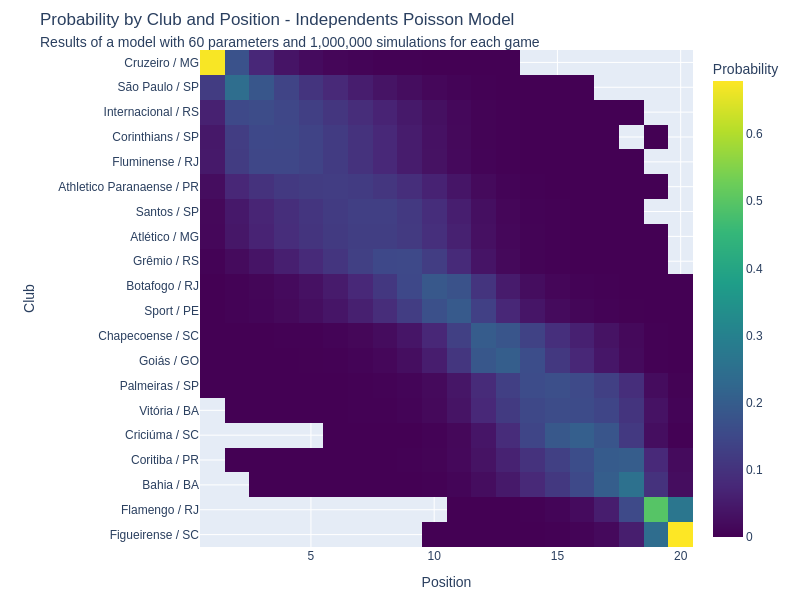 Probability by Club and Position - Independents Poisson Model
Results of a model with 60 parameters and 1,000,000 simulations for each game
Probability
Cruzeiro / MG
São Paulo / SP
Internacional / RS
Corinthians / SP
Fluminense / RJ
Athletico Paranaense / PR
Santos / SP
Atlético / MG
Grêmio / RS
Botafogo / RJ
Sport / PE
Chapecoense / SC
Goiás / GO
Palmeiras / SP
Vitória / BA
Criciúma / SC
Coritiba / PR
Bahia / BA
Flamengo / RJ
Figueirense / SC
Club
5
10
15
20
Position
0.6
0.5
0.4
0.3
0.2
0.1
0